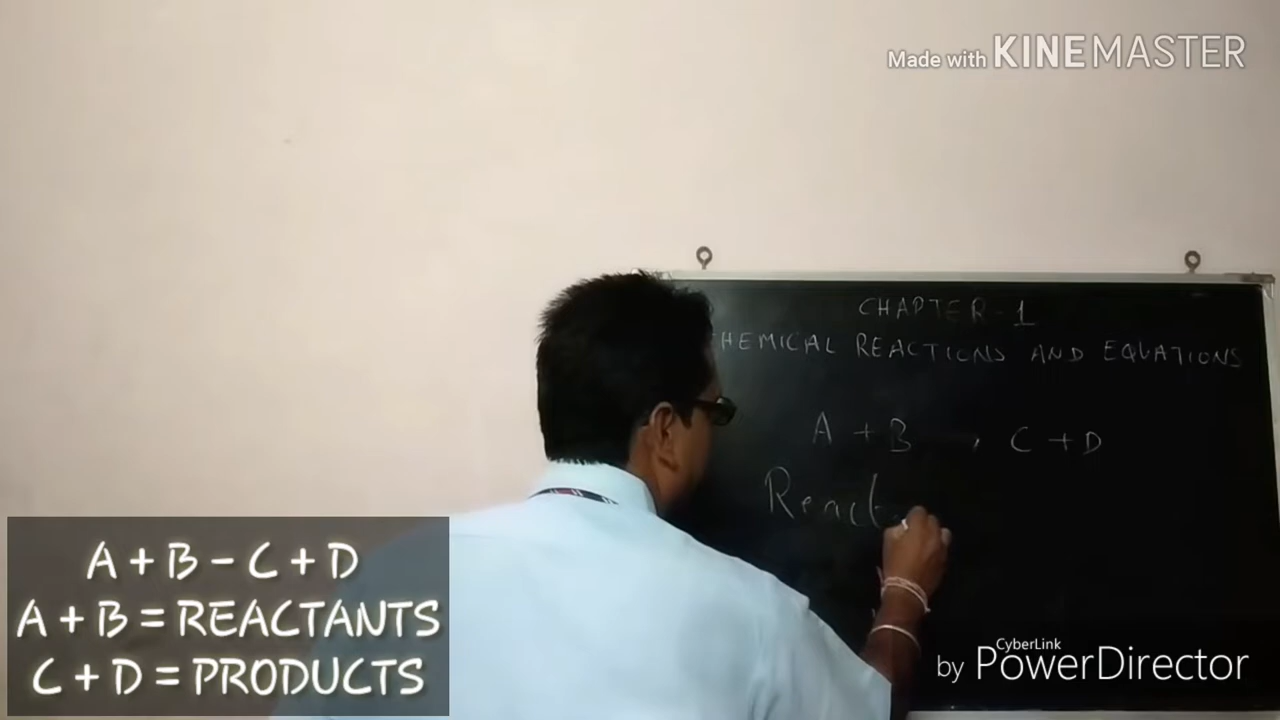 Made with KINEMASTER
CHAPTER-1
CHEMICAL REACTIONS AND EQUATIONS
A + B → C + D
React
A + B - C + D
A + B = REACTANTS
C + D = PRODUCTS
CyberLink
by PowerDirector